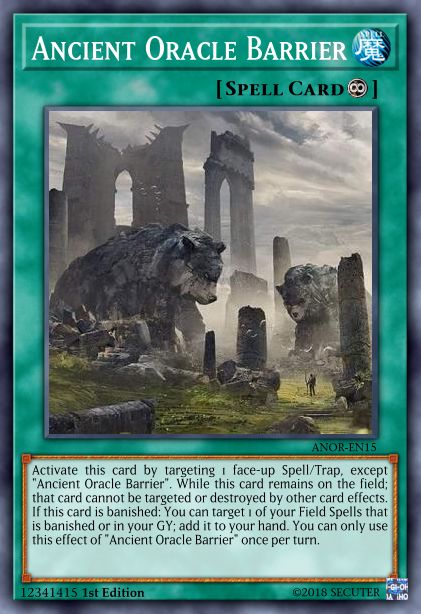 ANCIENT ORACLE BARRIER 魔
[SPELL CARD]
ANOR-EN15
Activate this card by targeting 1 face-up Spell/Trap, except
"Ancient Oracle Barrier". While this card remains on the field;
that card cannot be targeted or destroyed by other card effects.
If this card is banished: You can target 1 of your Field Spells that
is banished or in your GY; add it to your hand. You can only use
this effect of "Ancient Oracle Barrier" once per turn.
12341415 1st Edition ©2018 SECUTER